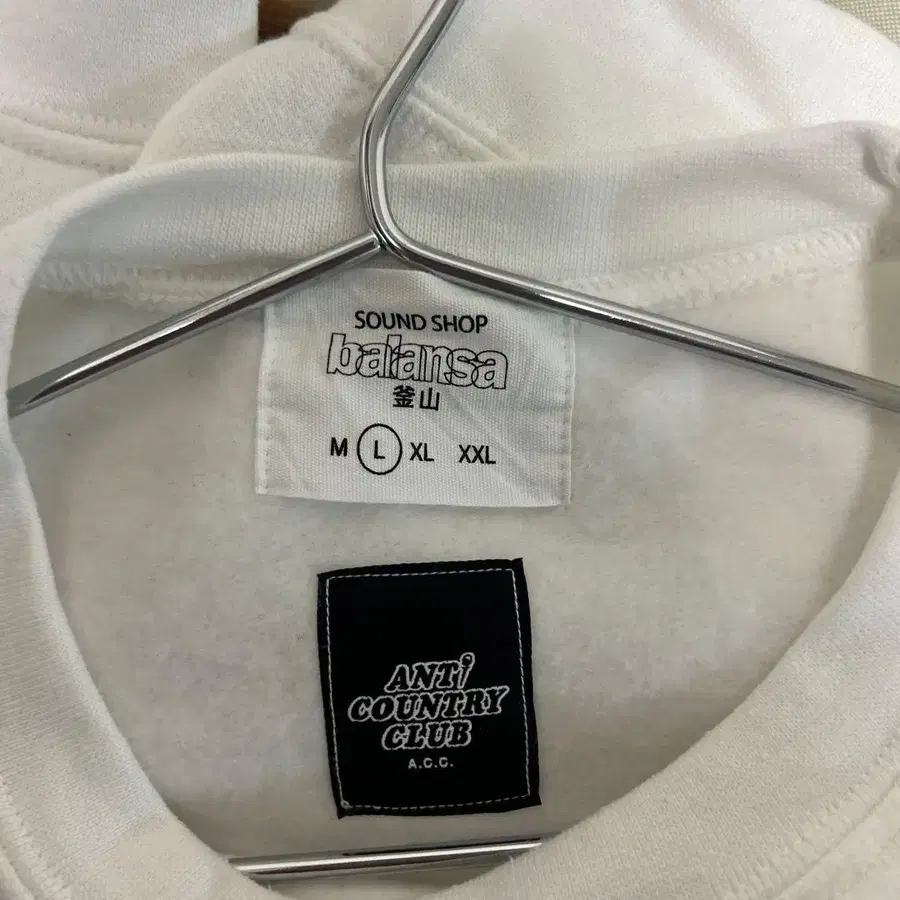 SOUND SHOP
balansa
釜山
M L XL XXL
ANTi
COUNTRY
CLUB
A.C.C.